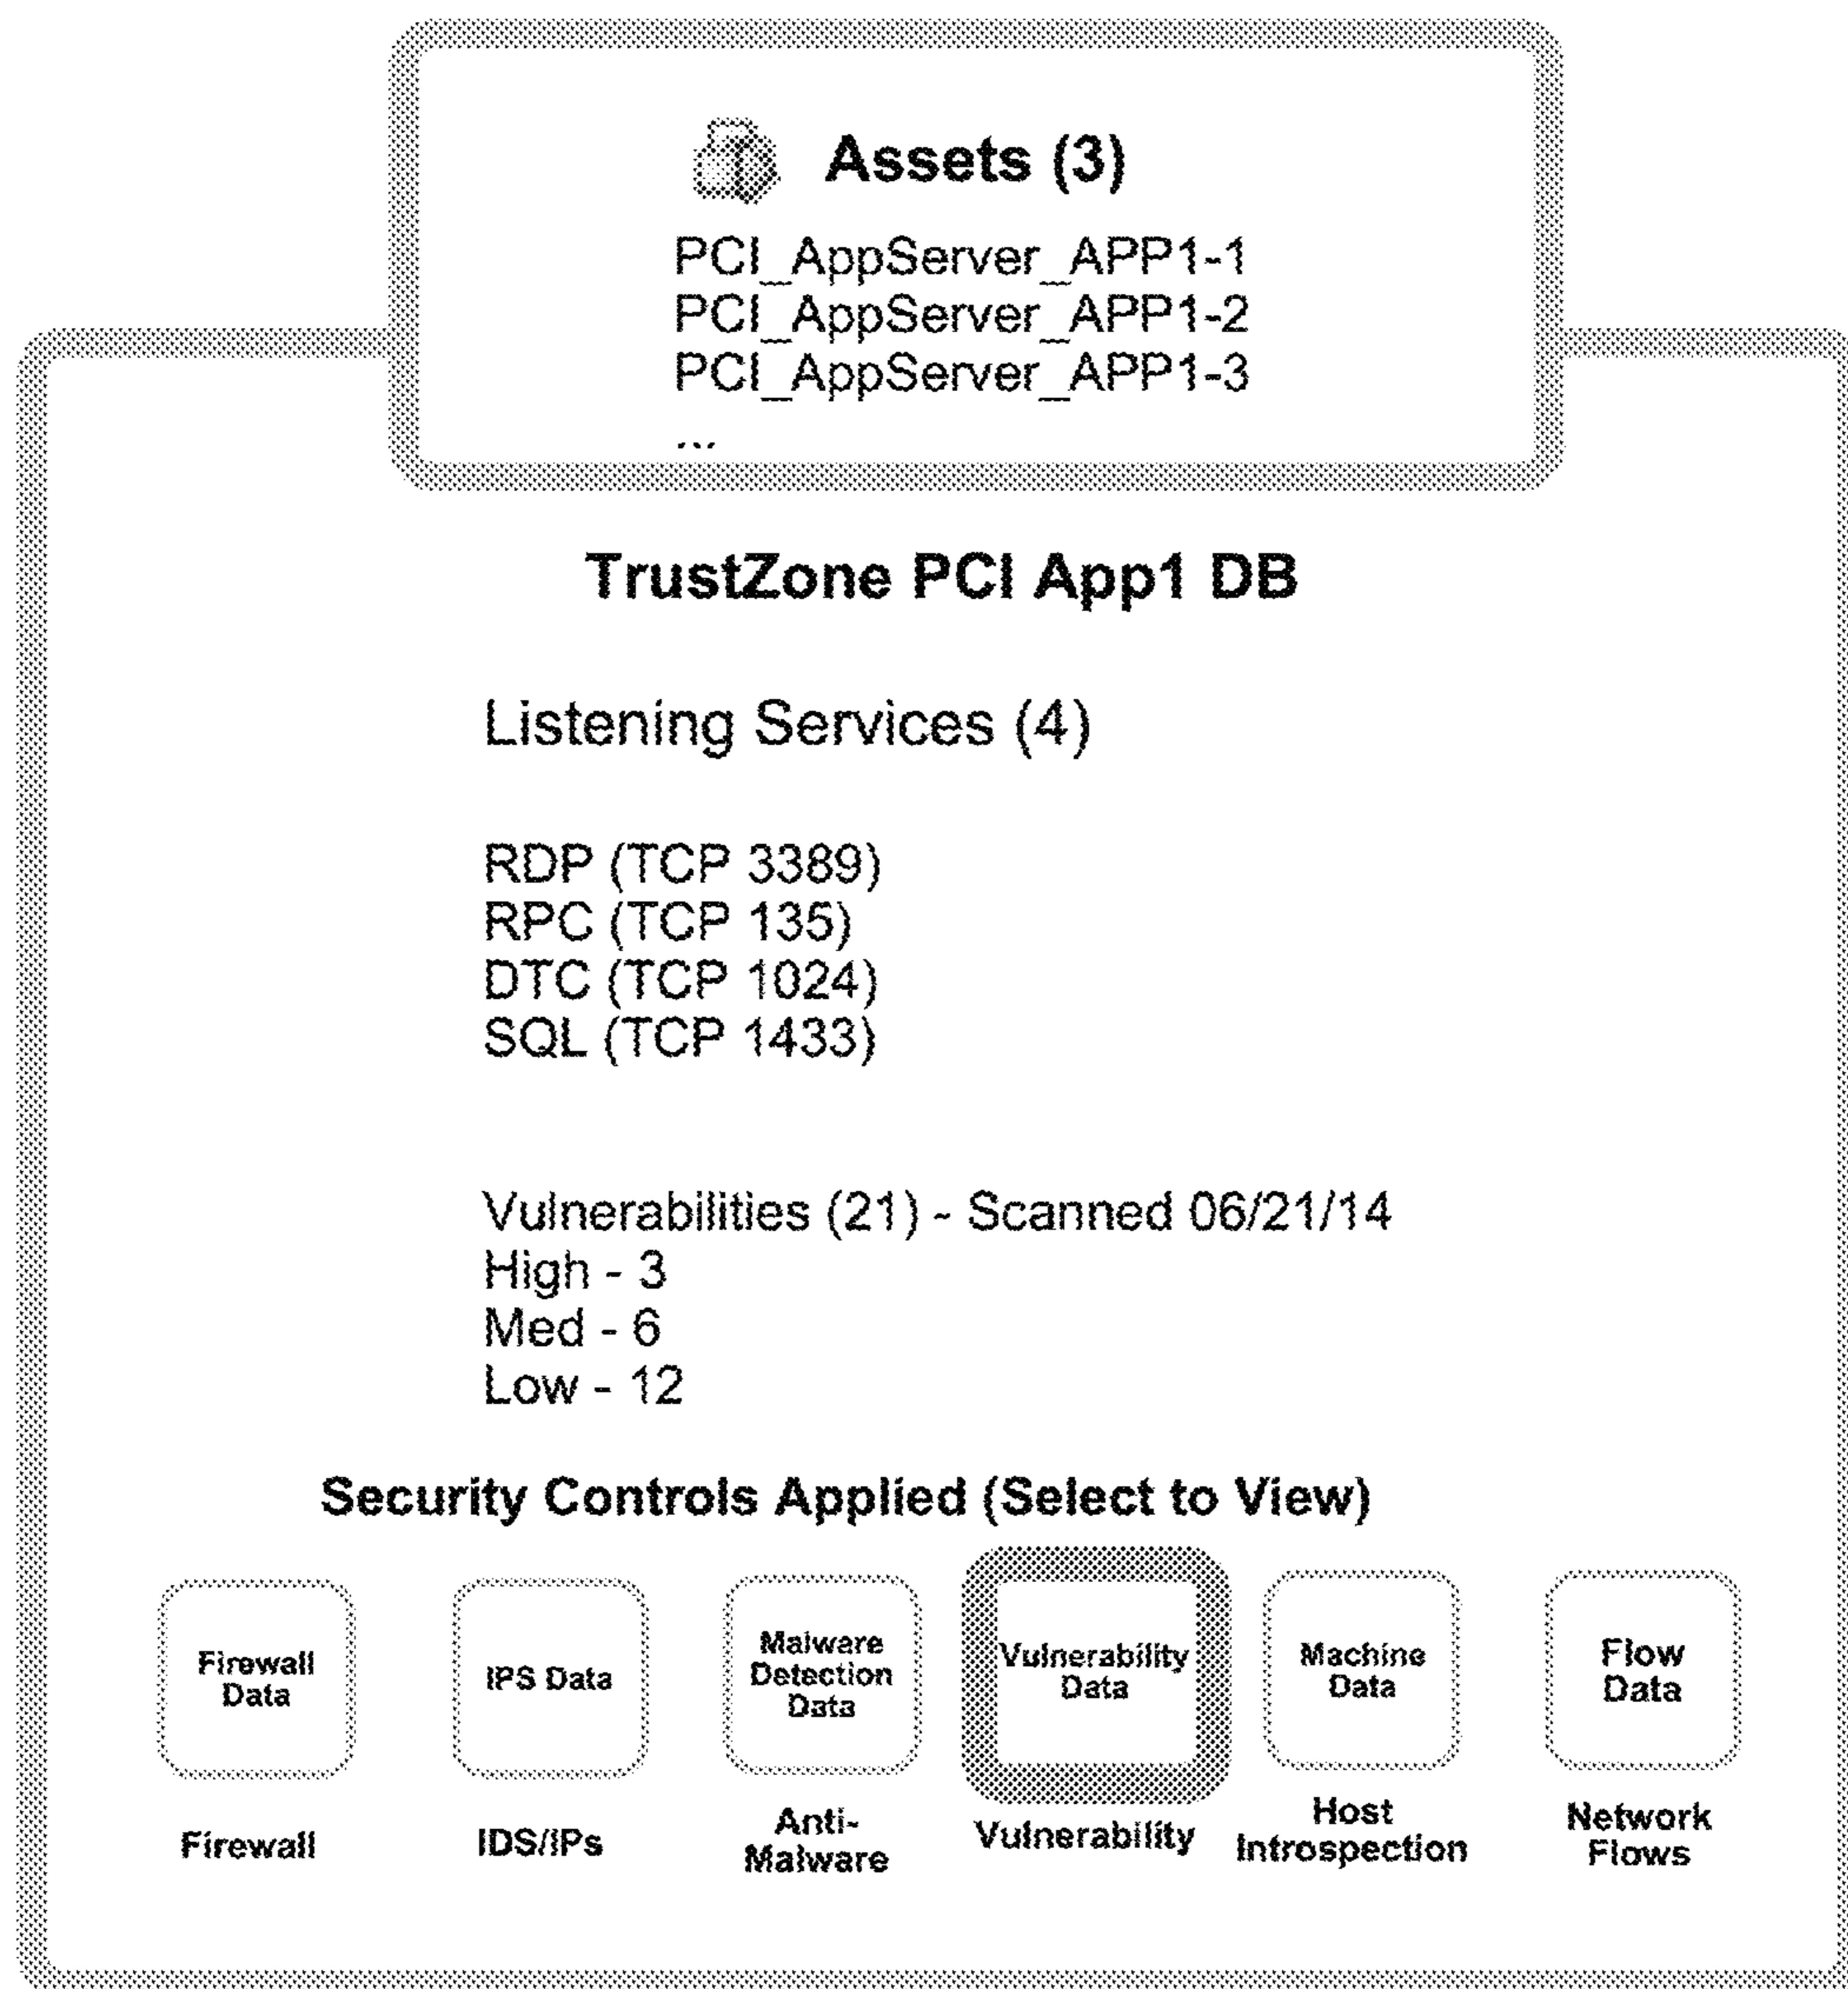 Assets (3)
PCI_AppServer_APP1-1
PCI_AppServer_APP1-2
PCI_AppServer_APP1-3
...
TrustZone PCI App1 DB
Listening Services (4)
RDP (TCP 3389)
RPC (TCP 135)
DTC (TCP 1024)
SQL (TCP 1433)
Vulnerabilities (21) - Scanned 06/21/14
High - 3
Med - 6
Low - 12
Security Controls Applied (Select to View)
Firewall
Data
IPS Data
Malware
Detection
Data
Vulnerability
Data
Machine
Data
Flow
Data
Firewall
IDS/IPs
Anti-
Malware
Vulnerability
Host
Introspection
Network
Flows